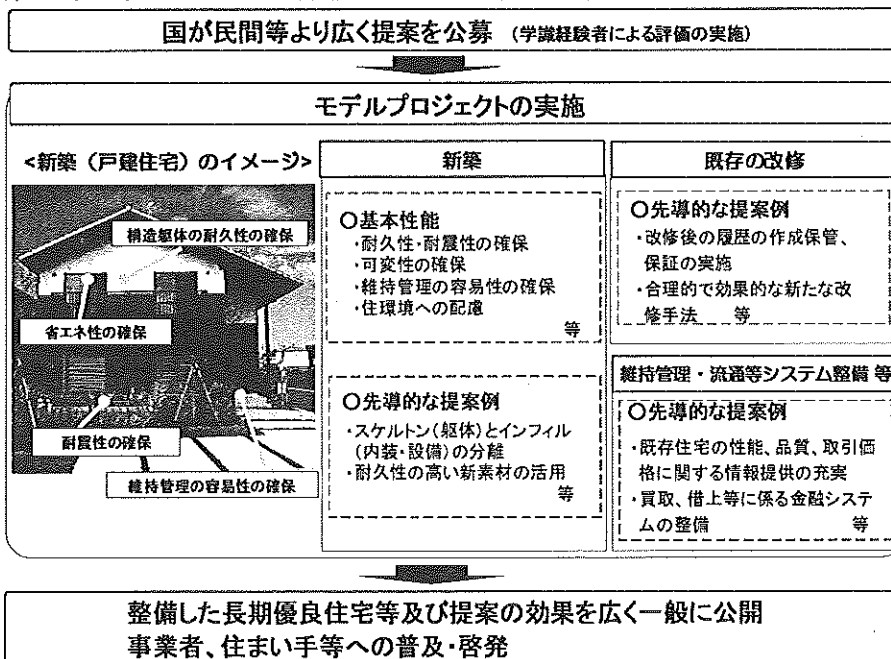 国が民間等より広く提案を公募 (学識経験者による評価の実施)
モデルプロジェクトの実施
<新築（戸建住宅）のイメージ>
構造躯体の耐久性の確保
省エネ性の確保
耐震性の確保
維持管理の容易性の確保
新築
○基本性能
・耐久性・耐震性の確保
・可変性の確保
・維持管理の容易性の確保
・住環境への配慮
等
○先導的な提案例
・スケルトン(躯体)とインフィル
(内装・設備)の分離
・耐久性の高い新素材の活用
等
既存の改修
○先導的な提案例
・改修後の履歴の作成保管、
保証の実施
・合理的で効果的な新たな改
修手法 等
維持管理・流通等システム整備 等
○先導的な提案例
・既存住宅の性能、品質、取引価
格に関する情報提供の充実
・買取、借上等に係る金融システ
ムの整備 等
整備した長期優良住宅等及び提案の効果を広く一般に公開
事業者、住まい手等への普及・啓発